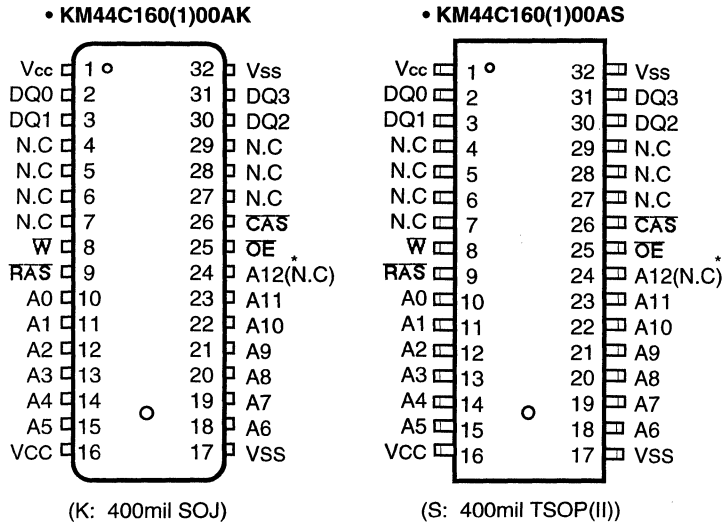 • KM44C160(1)00AK
Vcc 1 32 Vss
DQ0 2 31 DQ3
DQ1 3 30 DQ2
N.C 4 29 N.C
N.C 5 28 N.C
N.C 6 27 N.C
N.C 7 26 CAS
W 8 25 OE
RAS 9 24 A12(N.C)*
A0 10 23 A11
A1 11 22 A10
A2 12 21 A9
A3 13 20 A8
A4 14 19 A7
A5 15 18 A6
VCC 16 17 VSS
(K: 400mil SOJ)
• KM44C160(1)00AS
Vcc 1 32 Vss
DQ0 2 31 DQ3
DQ1 3 30 DQ2
N.C 4 29 N.C
N.C 5 28 N.C
N.C 6 27 N.C
N.C 7 26 CAS
W 8 25 OE
RAS 9 24 A12(N.C)*
A0 10 23 A11
A1 11 22 A10
A2 12 21 A9
A3 13 20 A8
A4 14 19 A7
A5 15 18 A6
VCC 16 17 VSS
(S: 400mil TSOP(II))